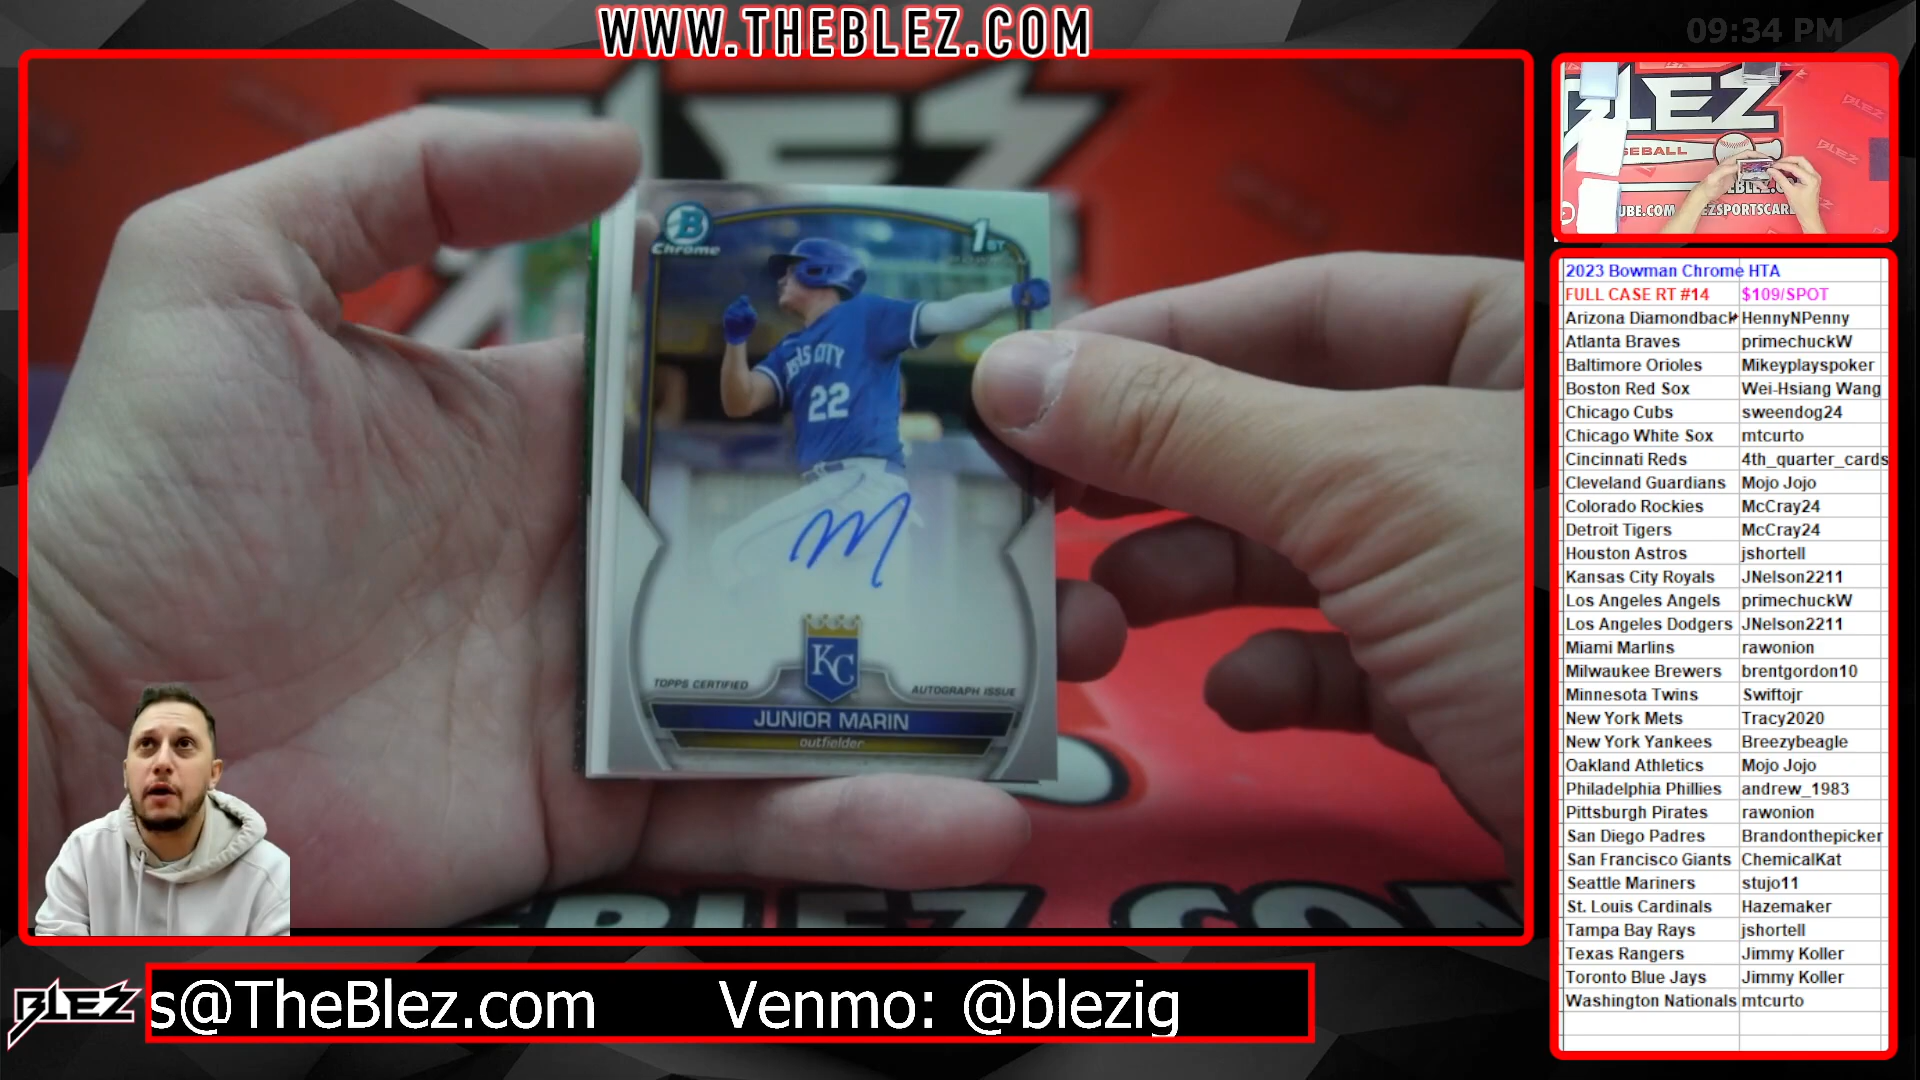 WWW.THEBLEZ.COM
09:34 PM
BLEZ
B
Chrome
1ST
22
KC
TOPPS CERTIFIED
AUTOGRAPH ISSUE
JUNIOR MARIN
outfielder
BLEZ
BLEZ
2023 Bowman Chrome HTA
FULL CASE RT #14 $109/SPOT
Arizona Diamondback HennyNPenny
Atlanta Braves primechuckW
Baltimore Orioles Mikeyplayspoker
Boston Red Sox Wei-Hsiang Wang
Chicago Cubs sweendog24
Chicago White Sox mtcurto
Cincinnati Reds 4th_quarter_cards
Cleveland Guardians Mojo Jojo
Colorado Rockies McCray24
Detroit Tigers McCray24
Houston Astros jshortell
Kansas City Royals JNelson2211
Los Angeles Angels primechuckW
Los Angeles Dodgers JNelson2211
Miami Marlins rawonion
Milwaukee Brewers brentgordon10
Minnesota Twins Swiftojr
New York Mets Tracy2020
New York Yankees Breezybeagle
Oakland Athletics Mojo Jojo
Philadelphia Phillies andrew_1983
Pittsburgh Pirates rawonion
San Diego Padres Brandonthepicker
San Francisco Giants ChemicalKat
Seattle Mariners stujo11
St. Louis Cardinals Hazemaker
Tampa Bay Rays jshortell
Texas Rangers Jimmy Koller
Toronto Blue Jays Jimmy Koller
Washington Nationals mtcurto
BLEZ
s@TheBlez.com Venmo: @blezig